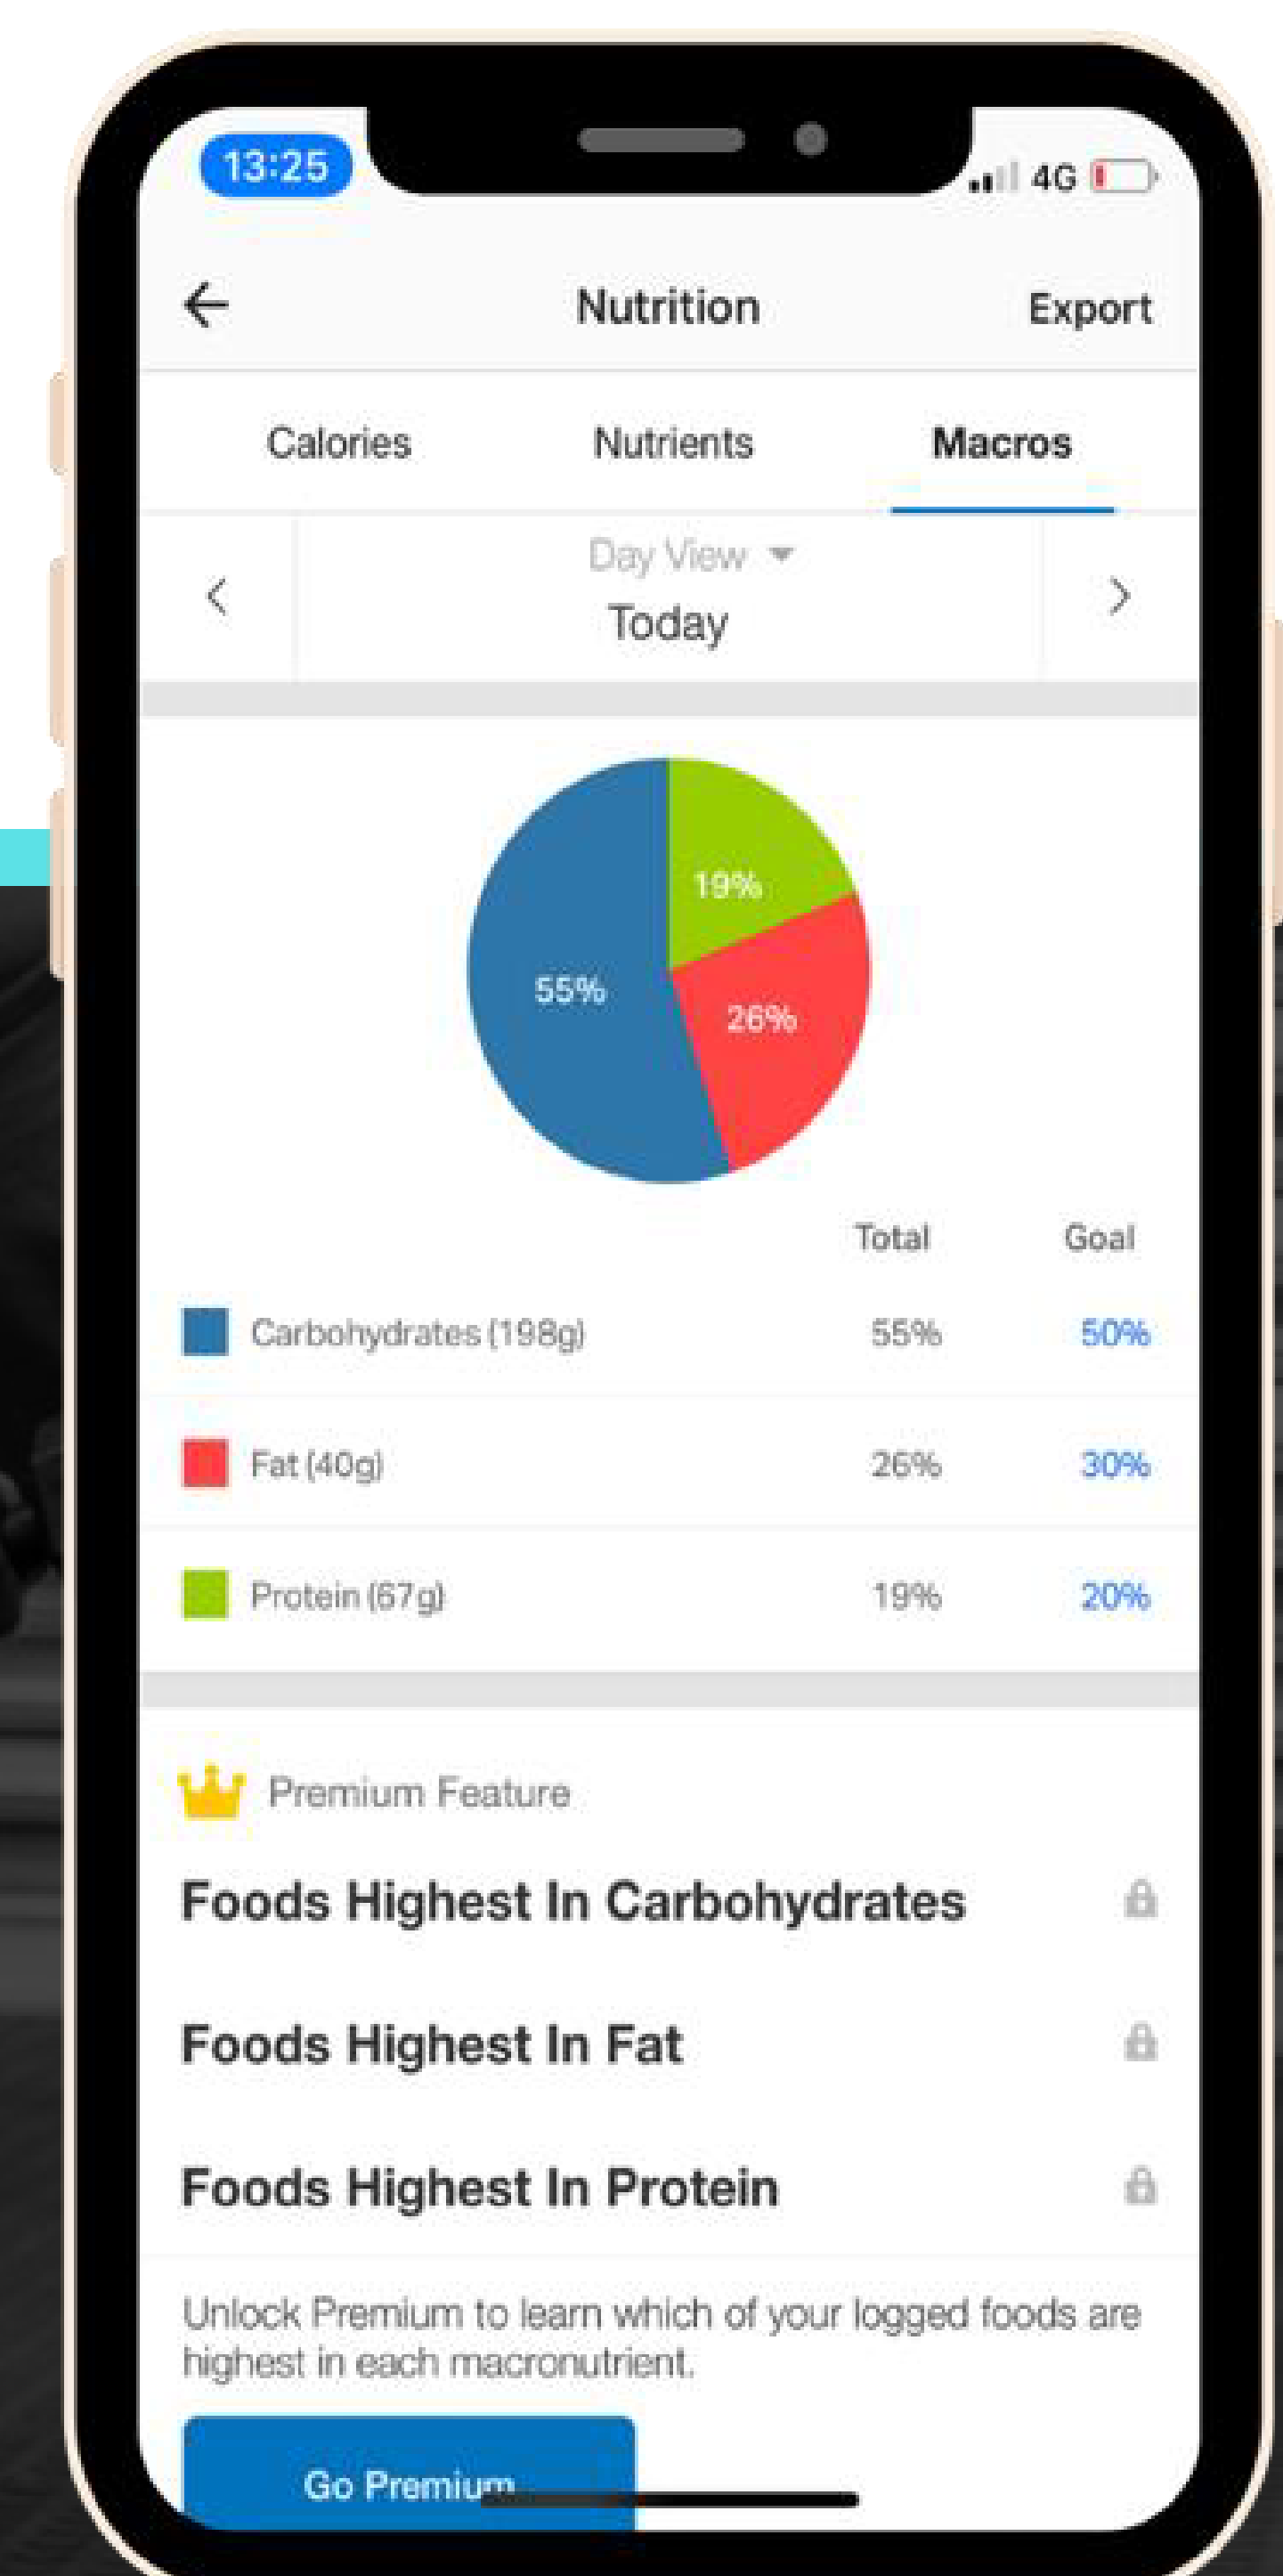 13:25
4G
Nutrition
Export
Calories
Nutrients
Macros
Day View
Today
19%
55%
26%
Total
Goal
Carbohydrates (198g)
55%
50%
Fat (40g)
26%
30%
Protein (67g)
19%
20%
Premium Feature
Foods Highest In Carbohydrates
Foods Highest In Fat
Foods Highest In Protein
Unlock Premium to learn which of your logged foods are
highest in each macronutrient.
Go Premium